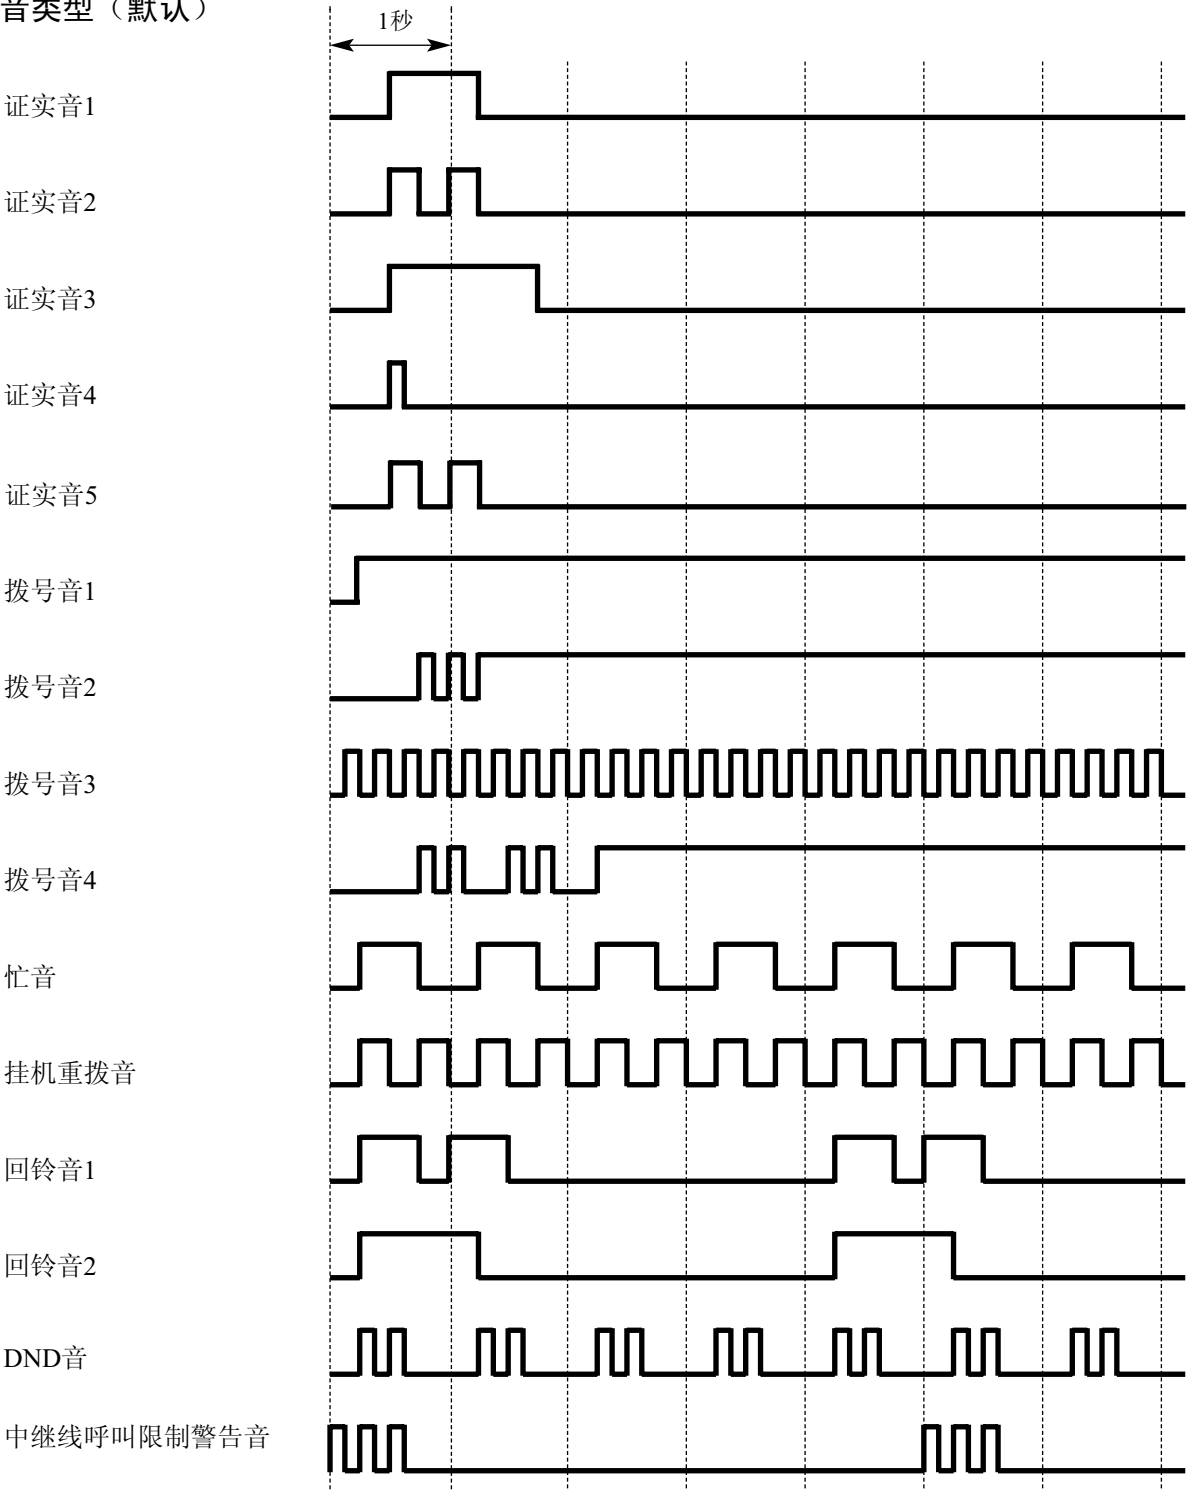 音类型（默认）
1秒
证实音1
证实音2
证实音3
证实音4
证实音5
拨号音1
拨号音2
拨号音3
拨号音4
忙音
挂机重拨音
回铃音1
回铃音2
DND音
中继线呼叫限制警告音